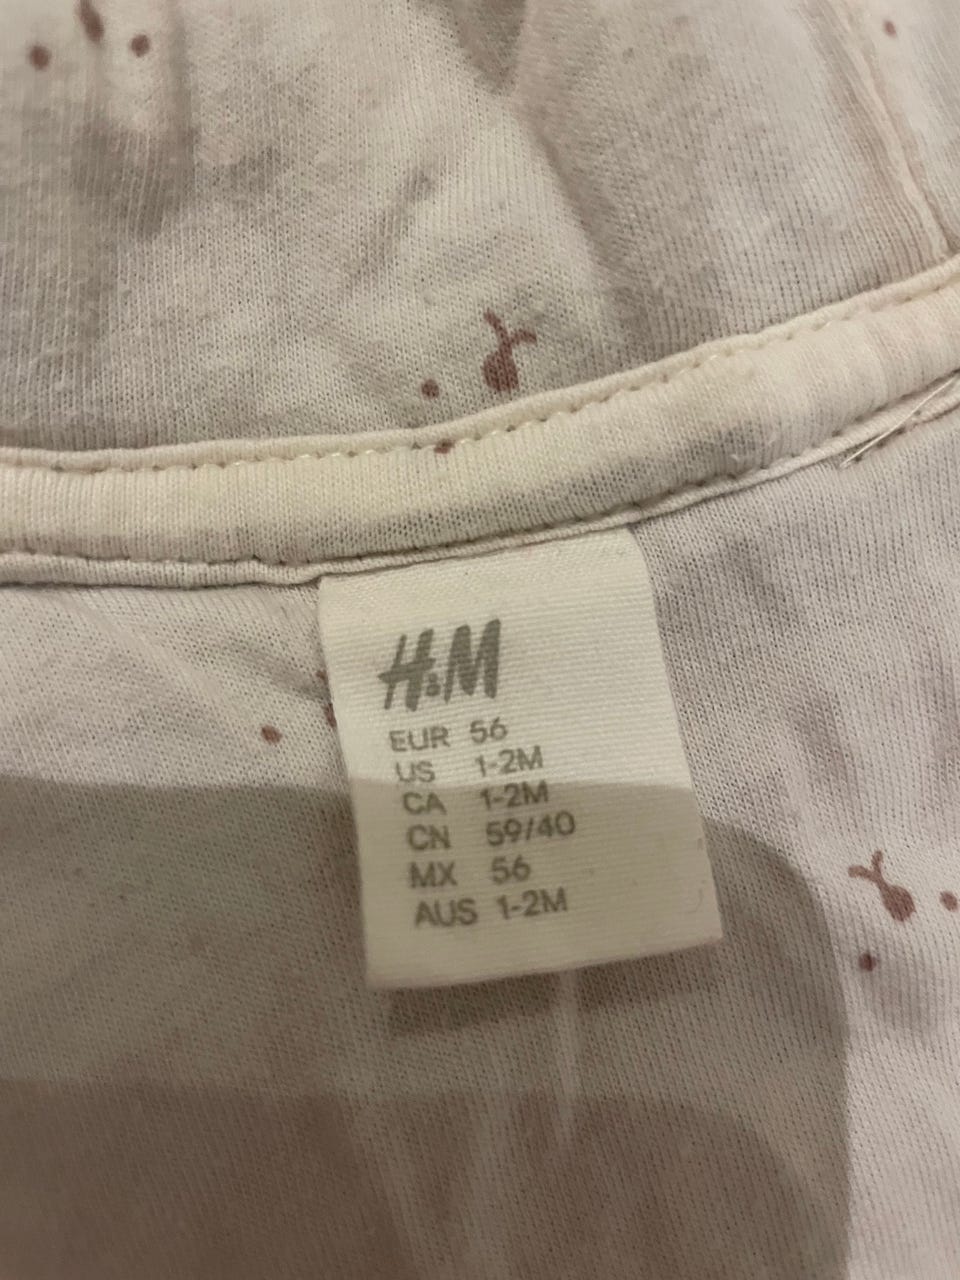 H&M
EUR 56
US 1-2M
CA 1-2M
CN 59/40
MX 56
AUS 1-2M